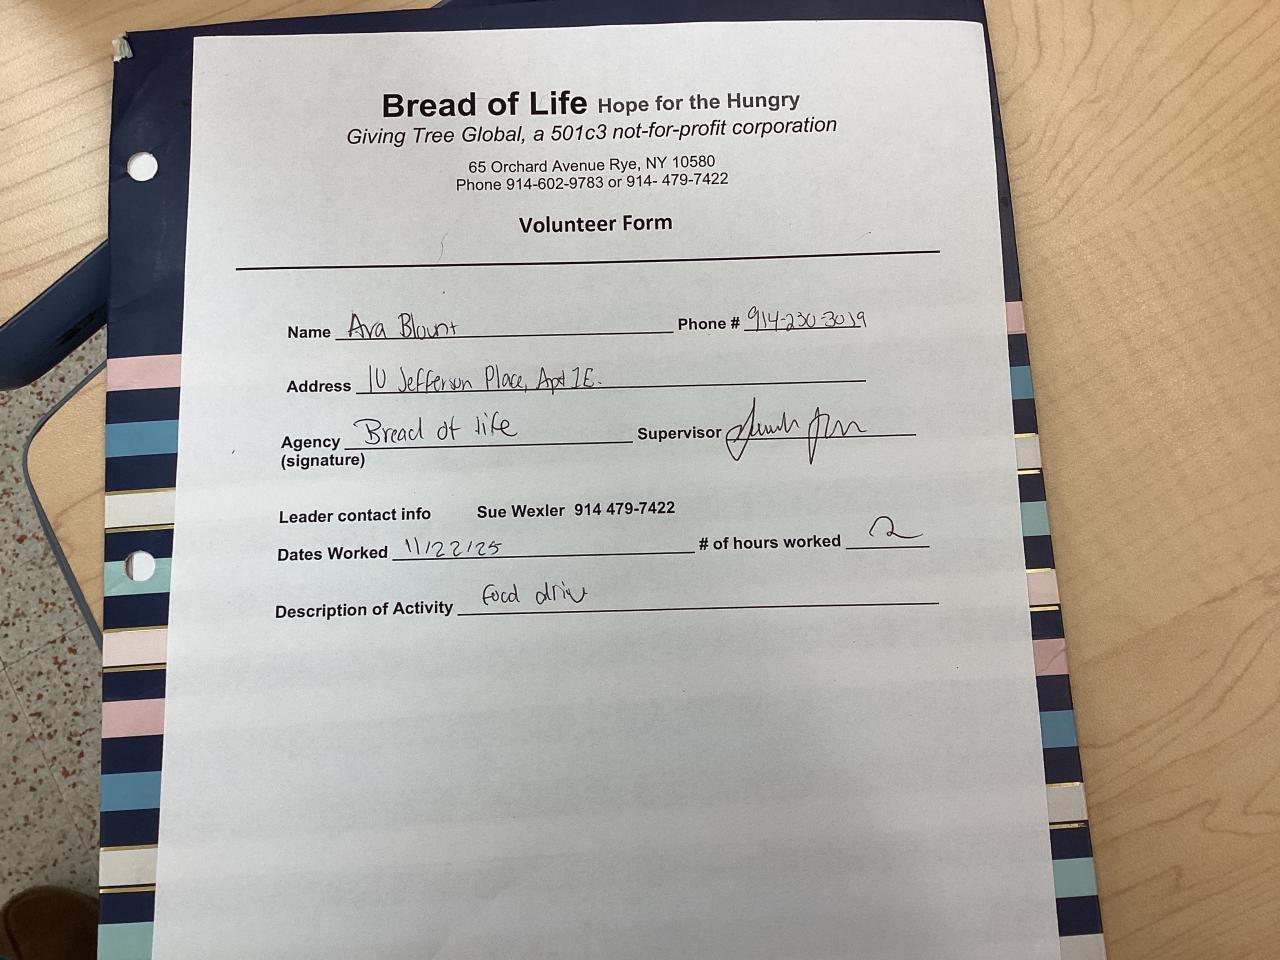 Bread of Life Hope for the Hungry
Giving Tree Global, a 501c3 not-for-profit corporation
65 Orchard Avenue Rye, NY 10580
Phone 914-602-9783 or 914- 479-7422
Volunteer Form
Name Ava Blount Phone # 914-230-3019
Address 10 Jefferson Place, Apt 1E.
Agency Bread of life Supervisor
(signature)
Leader contact info Sue Wexler 914 479-7422
Dates Worked 11/22/25 # of hours worked 2
Description of Activity food drive